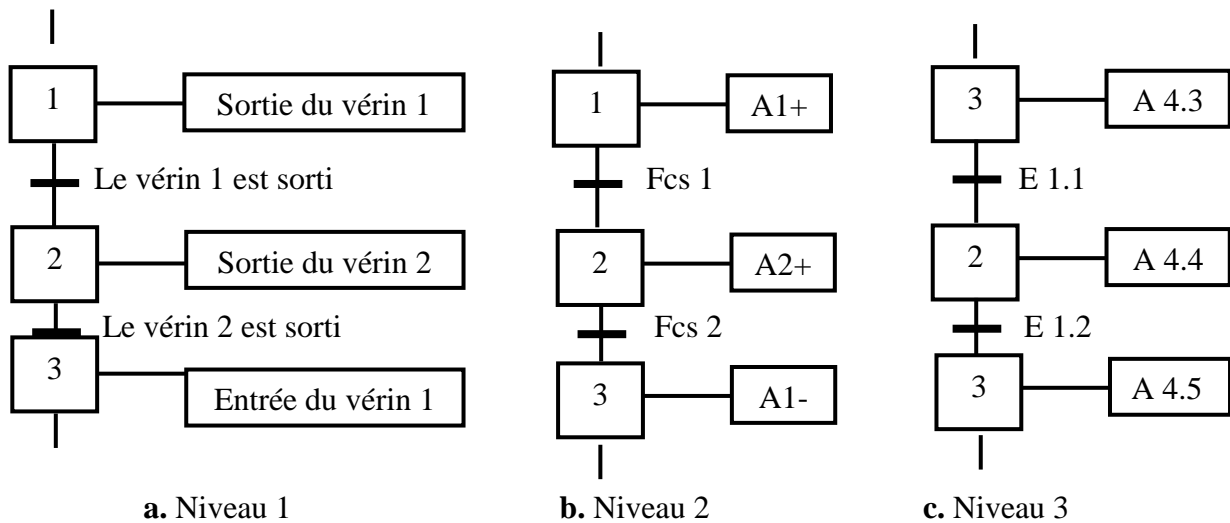 1
Sortie du vérin 1
Le vérin 1 est sorti
2
Sortie du vérin 2
Le vérin 2 est sorti
3
Entrée du vérin 1
a. Niveau 1
1
A1+
Fcs 1
2
A2+
Fcs 2
3
A1-
b. Niveau 2
3
A 4.3
E 1.1
2
A 4.4
E 1.2
3
A 4.5
c. Niveau 3